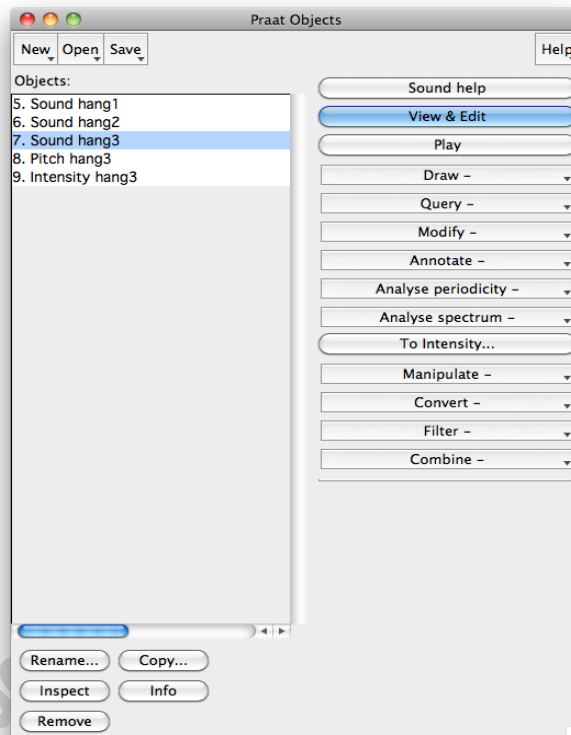 Praat Objects
New Open Save Help
Objects:
5. Sound hang1
6. Sound hang2
7. Sound hang3
8. Pitch hang3
9. Intensity hang3
Sound help
View & Edit
Play
Draw –
Query –
Modify –
Annotate –
Analyse periodicity –
Analyse spectrum –
To Intensity...
Manipulate –
Convert –
Filter –
Combine –
Rename... Copy...
Inspect Info
Remove